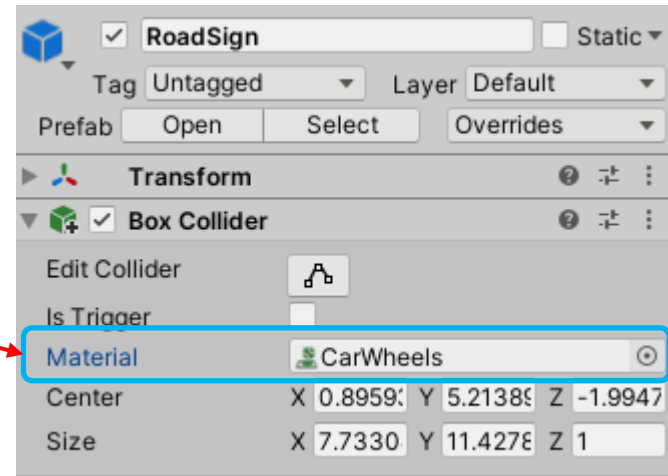 RoadSign Static
Tag Untagged Layer Default
Prefab Open Select Overrides
Transform
Box Collider
Edit Collider
Is Trigger
Material CarWheels
Center X 0.8959 Y 5.2138 Z -1.9947
Size X 7.7330 Y 11.4278 Z 1